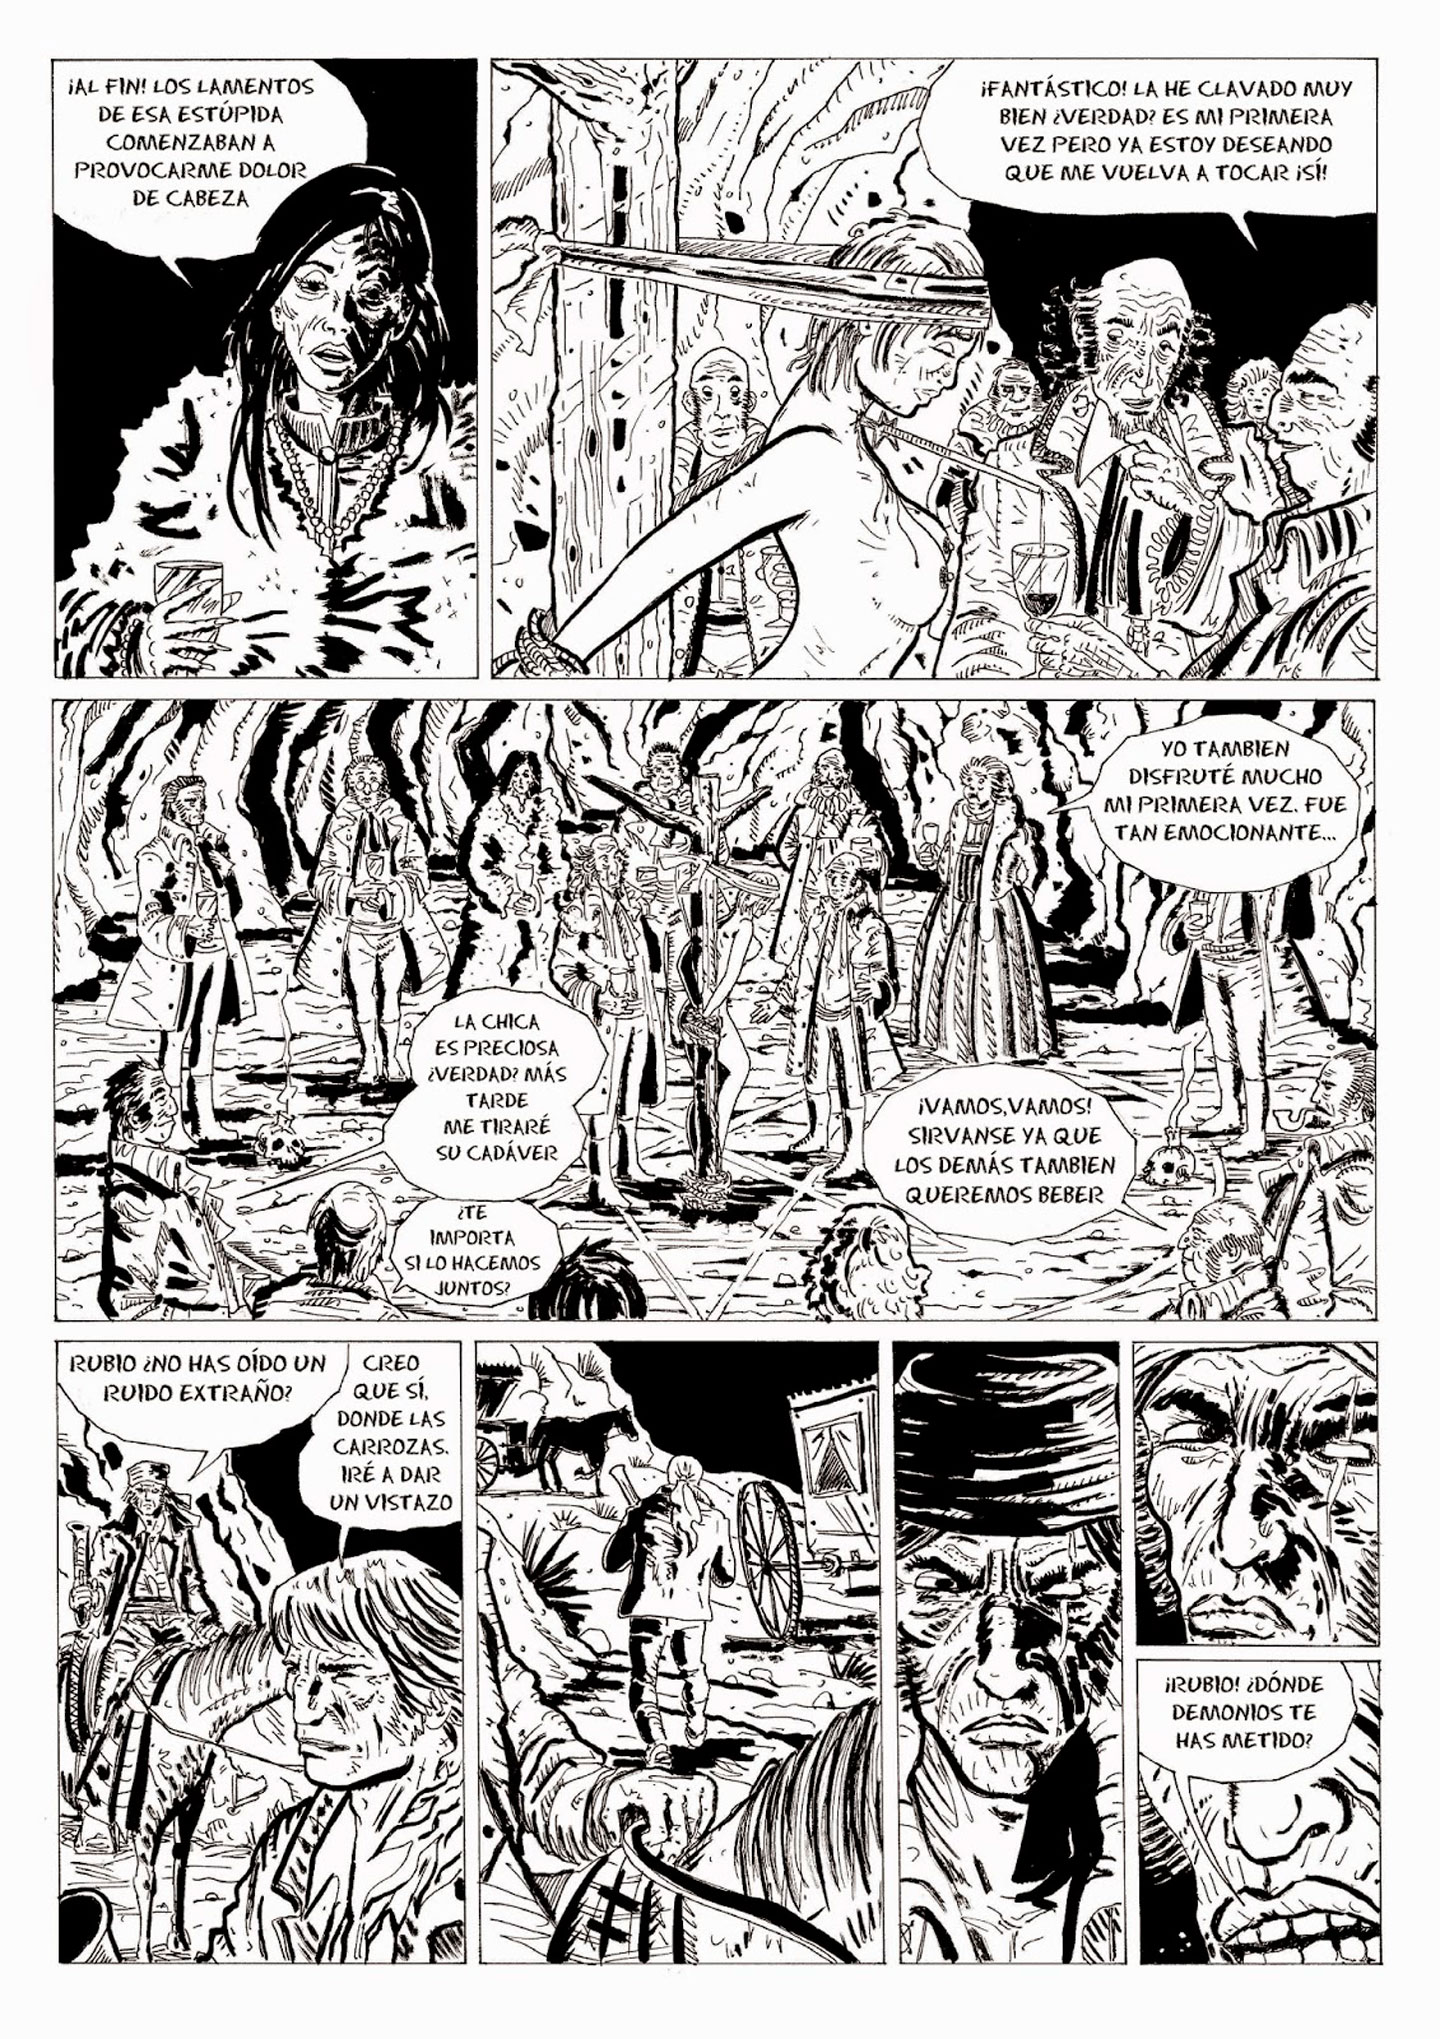 ¡AL FIN! LOS LAMENTOS
DE ESA ESTÚPIDA
COMENZABAN A
PROVOCARME DOLOR
DE CABEZA
¡FANTÁSTICO! LA HE CLAVADO MUY
BIEN ¿VERDAD? ES MI PRIMERA
VEZ PERO YA ESTOY DESEANDO
QUE ME VUELVA A TOCAR ¡SÍ!
YO TAMBIEN
DISFRUTÉ MUCHO
MI PRIMERA VEZ. FUE
TAN EMOCIONANTE...
LA CHICA
ES PRECIOSA
¿VERDAD? MÁS
TARDE
ME TIRARÉ
SU CADÁVER
¿TE
IMPORTA
SI LO HACEMOS
JUNTOS?
¡VAMOS,VAMOS!
SIRVANSE YA QUE
LOS DEMÁS TAMBIEN
QUEREMOS BEBER
RUBIO ¿NO HAS OÍDO UN
RUIDO EXTRAÑO?
CREO
QUE SÍ,
DONDE LAS
CARROZAS.
IRÉ A DAR
UN VISTAZO
¡RUBIO! ¿DÓNDE
DEMONIOS TE
HAS METIDO?